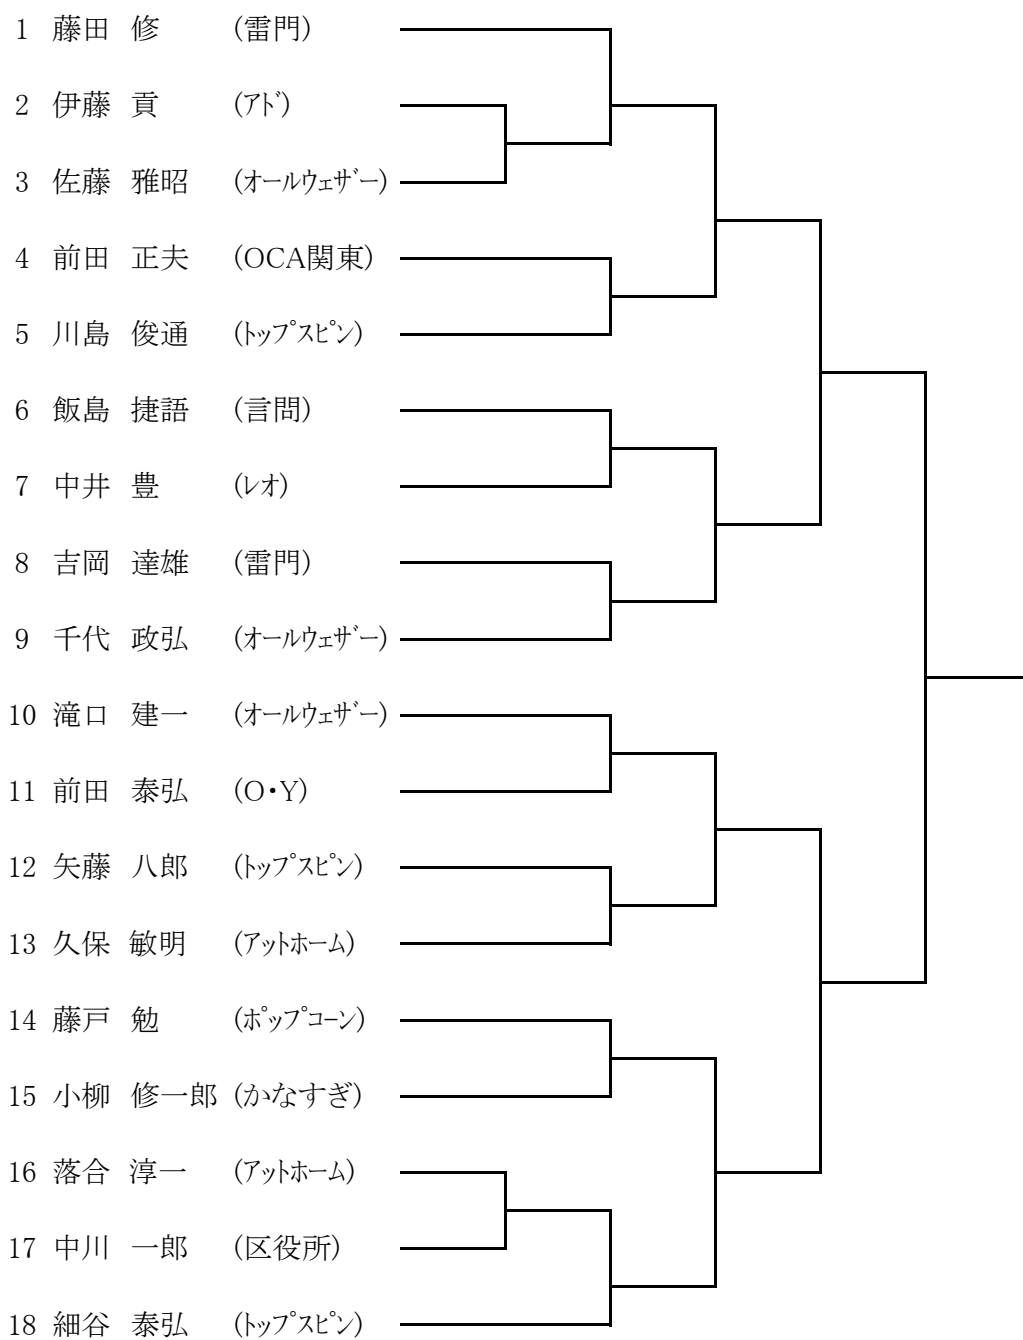 1 藤田 修 (雷門)
2 伊藤 貢 (ｱﾄﾞ)
3 佐藤 雅昭 (ｵｰﾙｳｪｻﾞｰ)
4 前田 正夫 (OCA関東)
5 川島 俊通 (ﾄｯﾌﾟｽﾋﾟﾝ)
6 飯島 捷語 (言問)
7 中井 豊 (ﾚｵ)
8 吉岡 達雄 (雷門)
9 千代 政弘 (ｵｰﾙｳｪｻﾞｰ)
10 滝口 建一 (ｵｰﾙｳｪｻﾞｰ)
11 前田 泰弘 (O・Y)
12 矢藤 八郎 (ﾄｯﾌﾟｽﾋﾟﾝ)
13 久保 敏明 (ｱｯﾄﾎｰﾑ)
14 藤戸 勉 (ﾎﾟｯﾌﾟｺｰﾝ)
15 小柳 修一郎 (かなすぎ)
16 落合 淳一 (ｱｯﾄﾎｰﾑ)
17 中川 一郎 (区役所)
18 細谷 泰弘 (ﾄｯﾌﾟｽﾋﾟﾝ)